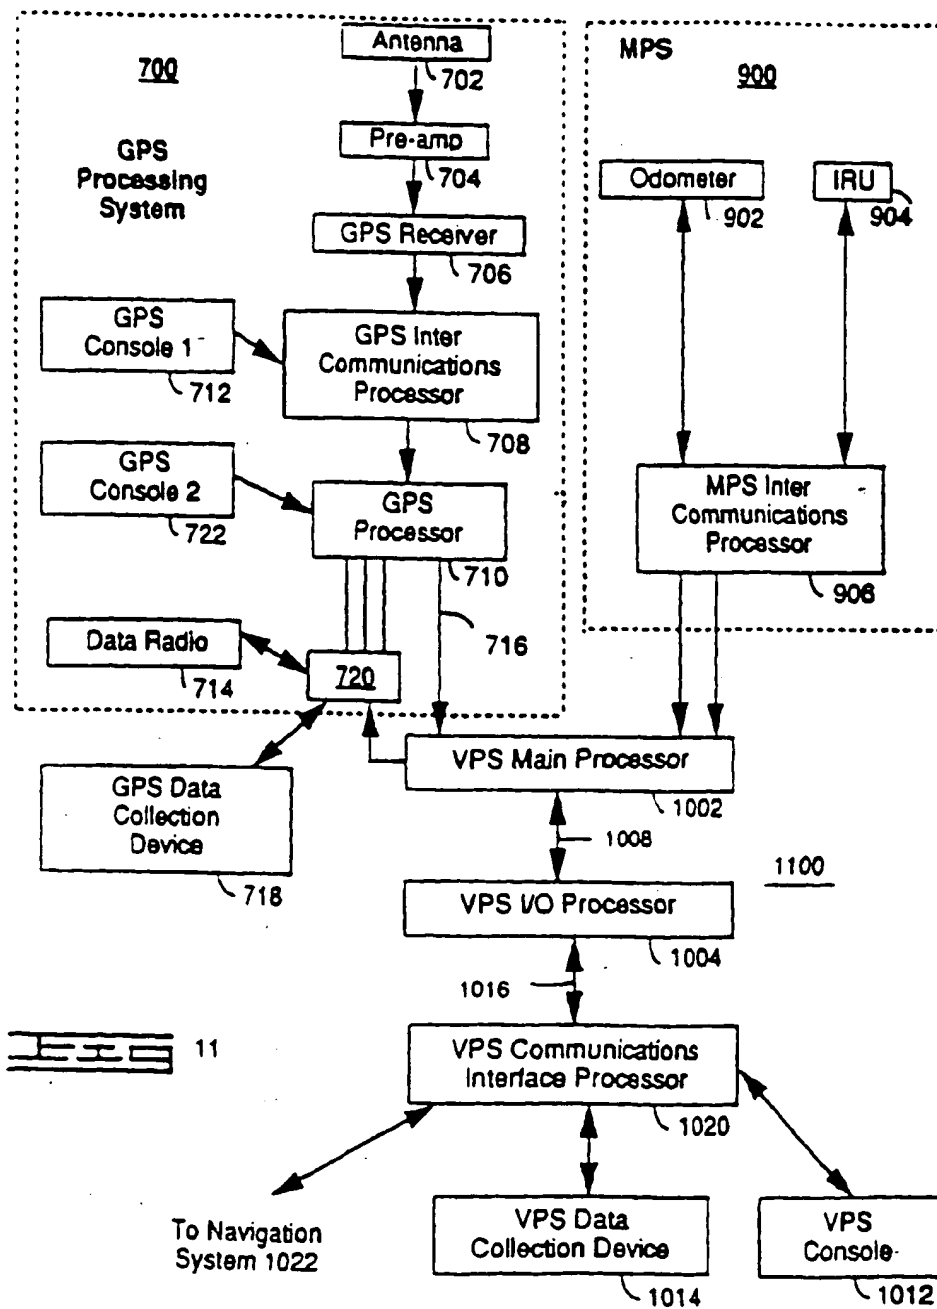 700
GPS
Processing
System
Antenna
702
Pre-amp
704
GPS Receiver
706
GPS
Console 1
712
GPS Inter
Communications
Processor
708
GPS
Console 2
722
GPS
Processor
710
716
Data Radio
714
720
GPS Data
Collection
Device
718
MPS
900
Odometer
902
IRU
904
MPS Inter
Communications
Processor
906
VPS Main Processor
1002
1008
1100
VPS I/O Processor
1004
1016
11
VPS Communications
Interface Processor
1020
To Navigation
System 1022
VPS Data
Collection Device
1014
VPS
Console
1012